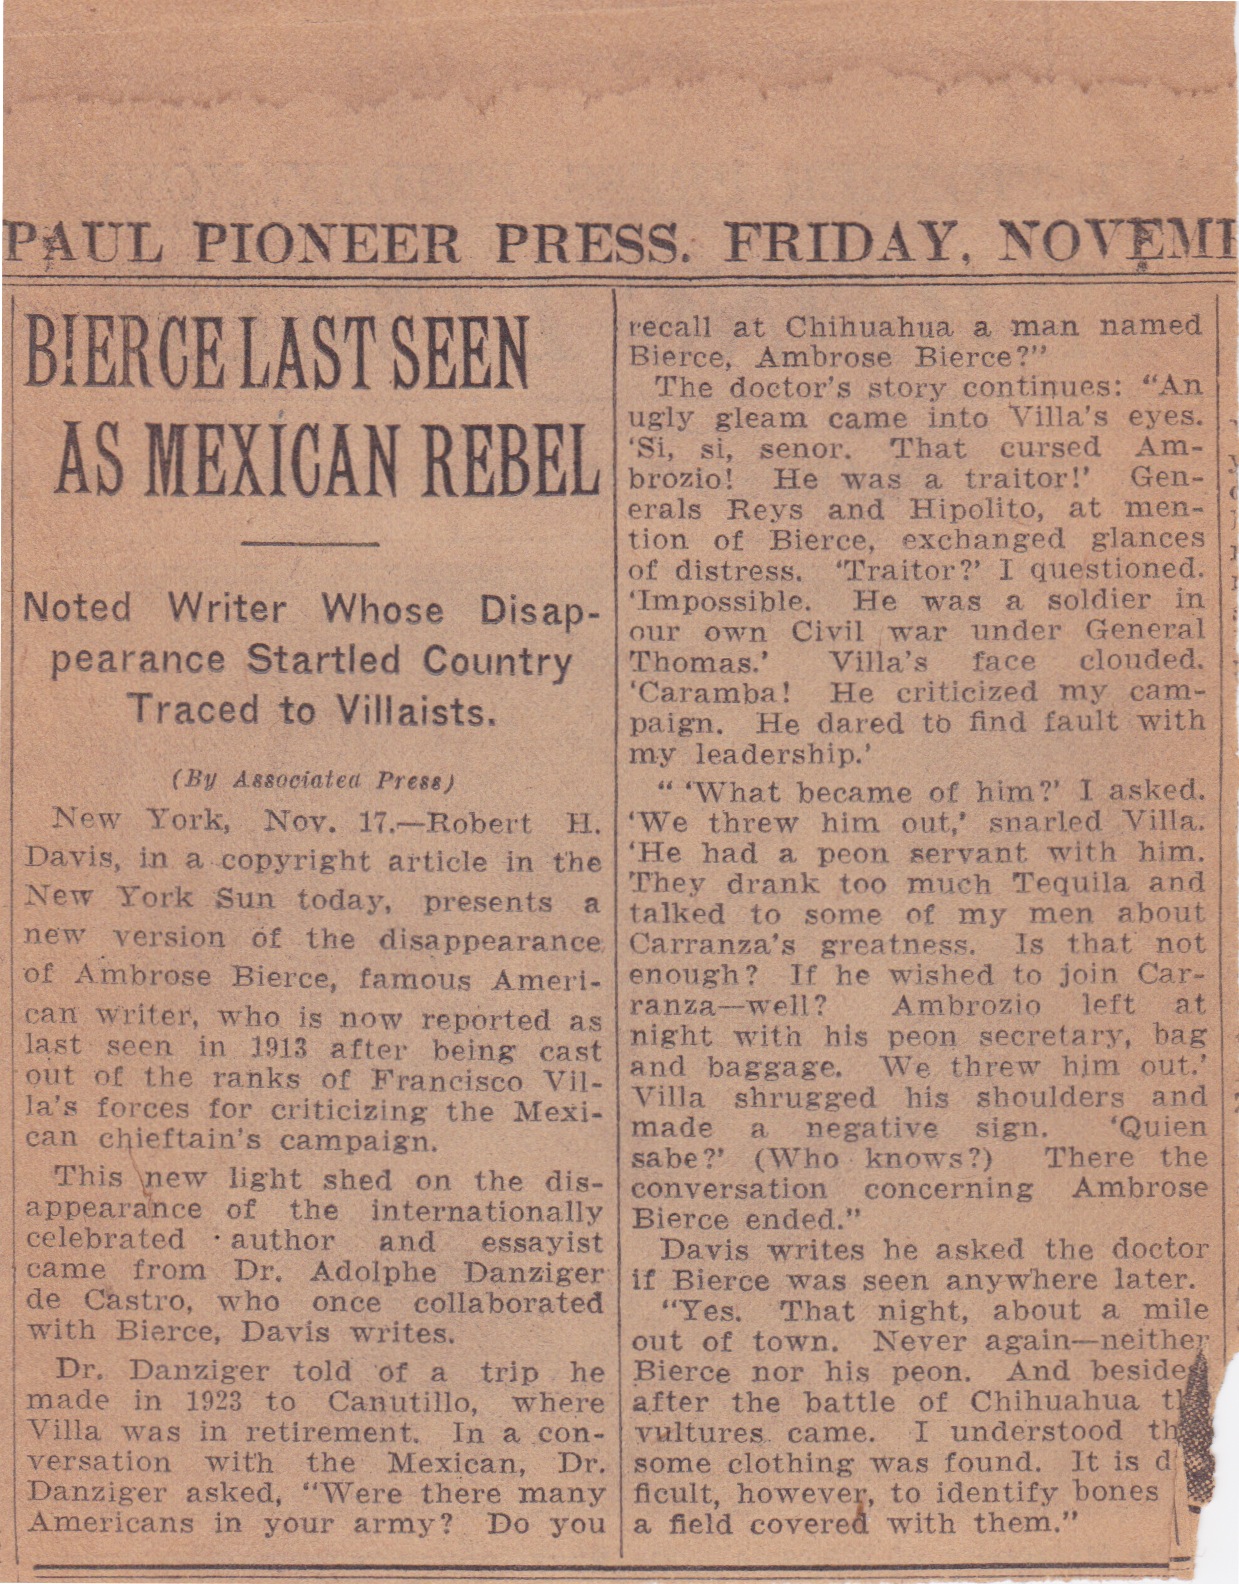 PAUL PIONEER PRESS. FRIDAY,
BIERCE LAST SEEN
AS MEXICAN REBEL
Noted Writer Whose Disap-
pearance Startled Country
Traced to Villaists.
(By Associated Press)
New York, Nov. 17.—Robert H.
Davis, in a copyright article in the
New York Sun today, presents a
new version of the disappearance
of Ambrose Bierce, famous Ameri-
can writer, who is now reported as
last seen in 1913 after being cast
out of the ranks of Francisco Vil-
la's forces for criticizing the Mexi-
can chieftain's campaign.
This new light shed on the dis-
appearance of the internationally
celebrated author and essayist
came from Dr. Adolphe Danziger
de Castro, who once collaborated
with Bierce, Davis writes.
Dr. Danziger told of a trip he
made in 1923 to Canutillo, where
Villa was in retirement. In a con-
versation with the Mexican, Dr.
Danziger asked, "Were there many
Americans in your army? Do you
recall at Chihuahua a man named
Bierce, Ambrose Bierce?"
The doctor's story continues: "An
ugly gleam came into Villa's eyes.
'Si, si, senor. That cursed Am-
brozio! He was a traitor!' Gen-
erals Reys and Hipolito, at men-
tion of Bierce, exchanged glances
of distress. 'Traitor?' I questioned.
'Impossible. He was a soldier in
our own Civil war under General
Thomas.' Villa's face clouded.
'Caramba! He criticized my cam-
paign. He dared to find fault with
my leadership.'
" 'What became of him?' I asked.
'We threw him out,' snarled Villa.
'He had a peon servant with him.
They drank too much Tequila and
talked to some of my men about
Carranza's greatness. Is that not
enough? If he wished to join Car-
ranza—well? Ambrozio left at
night with his peon secretary, bag
and baggage. We threw him out.'
Villa shrugged his shoulders and
made a negative sign. 'Quien
sabe?' (Who knows?) There the
conversation concerning Ambrose
Bierce ended."
Davis writes he asked the doctor
if Bierce was seen anywhere later.
"Yes. That night, about a mile
out of town. Never again—neither
Bierce nor his peon. And
after the battle of Chihuahua
vultures came. I understood
some clothing was found. It is
ficult, however, to identify bones
a field covered with them."